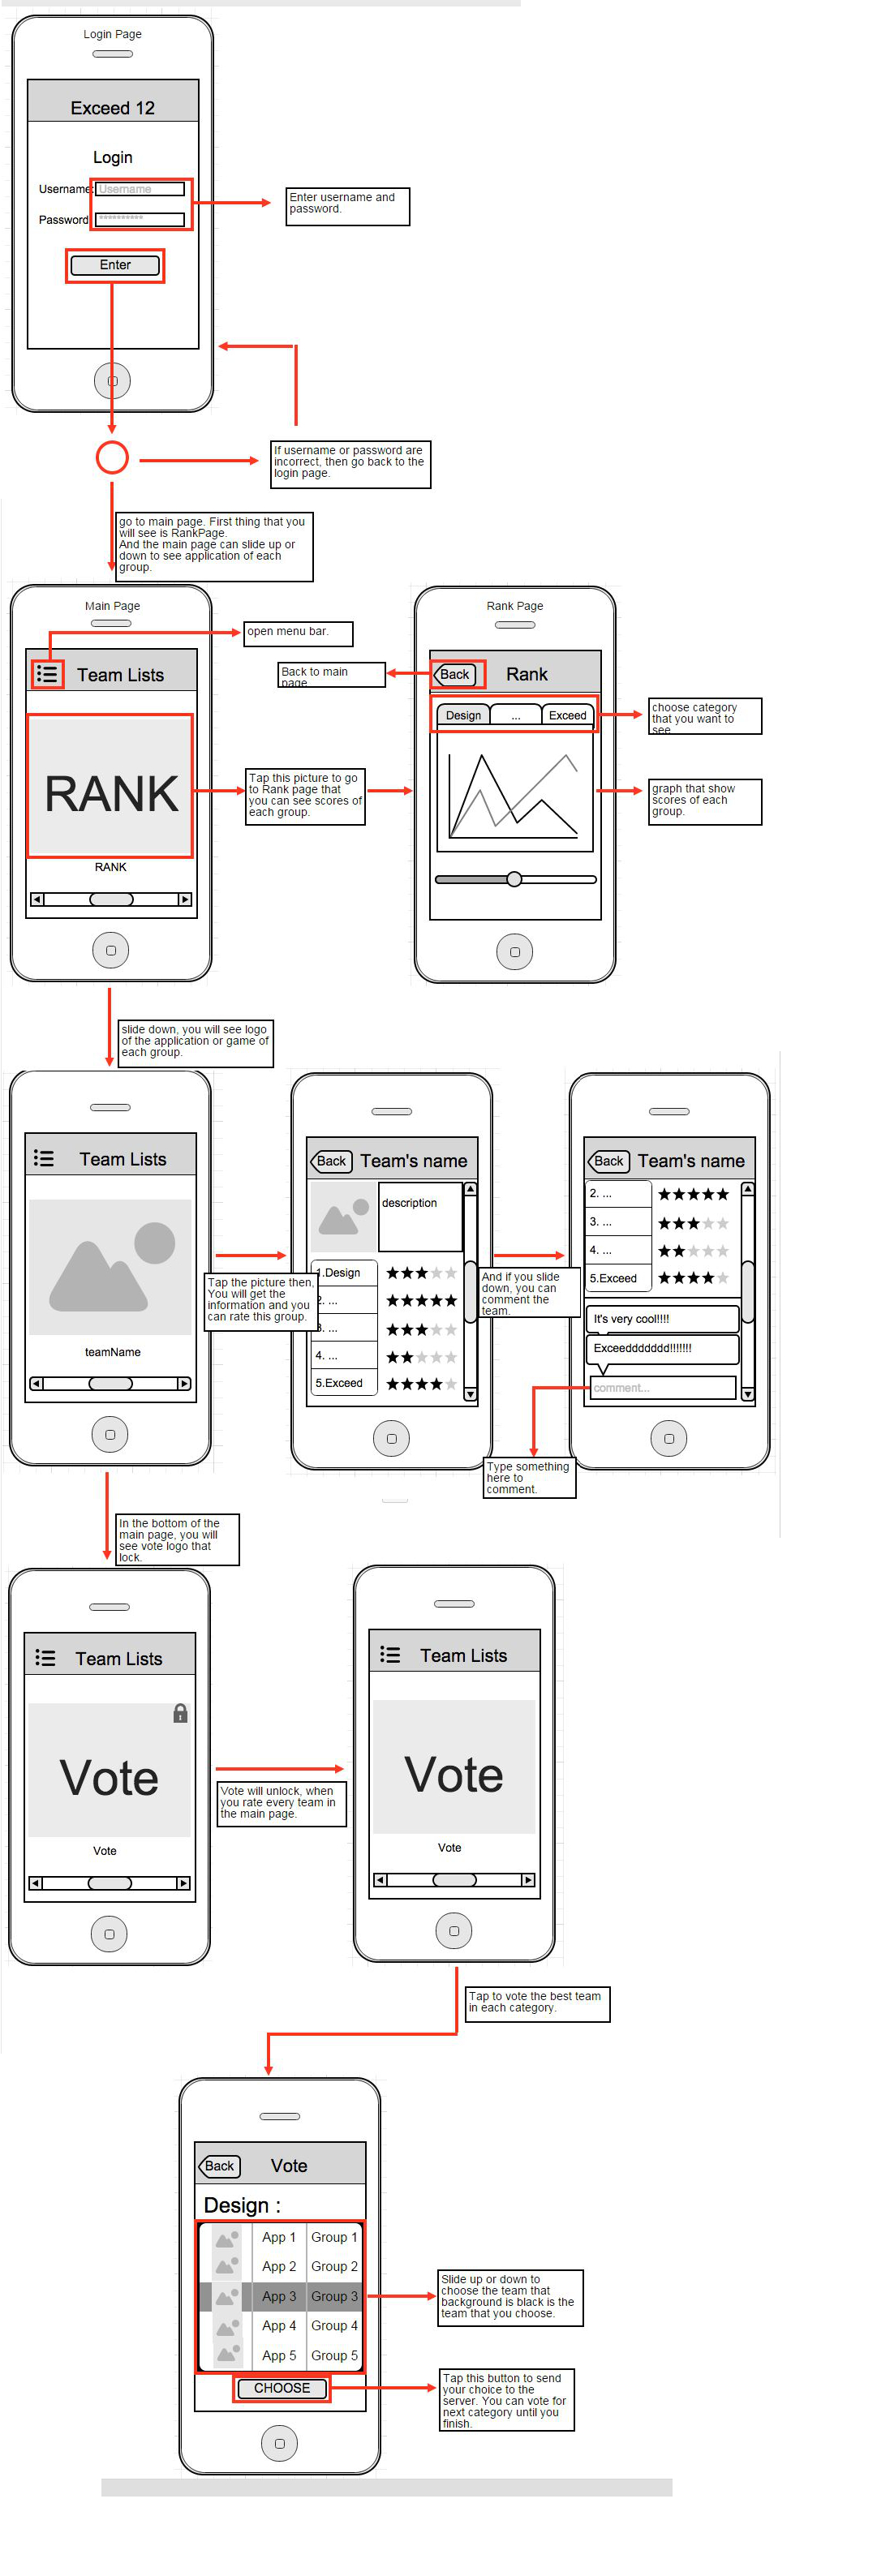 Login Page
Exceed 12
Login
Username: Username
Password **********
Enter
Enter username and
password.
If username or password are
incorrect, then go back to the
login page.
go to main page. First thing that you
will see is RankPage.
And the main page can slide up or
down to see application of each
group.
Main Page
Team Lists
RANK
RANK
open menu bar.
Back to main
page.
Tap this picture to go
to Rank page that
you can see scores of
each group.
Rank Page
Back Rank
Design ... Exceed
choose category
that you want to
see
graph that show
scores of each
group.
slide down, you will see logo
of the application or game of
each group.
Team Lists
teamName
Tap the picture then,
You will get the
information and you
can rate this group.
Back Team's name
description
1.Design
2. ...
3. ...
4. ...
5.Exceed
And if you slide
down, you can
comment the
team.
Back Team's name
2. ...
3. ...
4. ...
5.Exceed
It's very cool!!!!
Exceedddddd!!!!!!!
comment...
Type something
here to
comment.
In the bottom of the
main page, you will
see vote logo that
lock.
Team Lists
Vote
Vote
Vote will unlock, when
you rate every team in
the main page.
Team Lists
Vote
Vote
Tap to vote the best team
in each category.
Back Vote
Design :
App 1 Group 1
App 2 Group 2
App 3 Group 3
App 4 Group 4
App 5 Group 5
CHOOSE
Slide up or down to
choose the team that
background is black is the
team that you choose.
Tap this button to send
your choice to the
server. You can vote for
next category until you
finish.